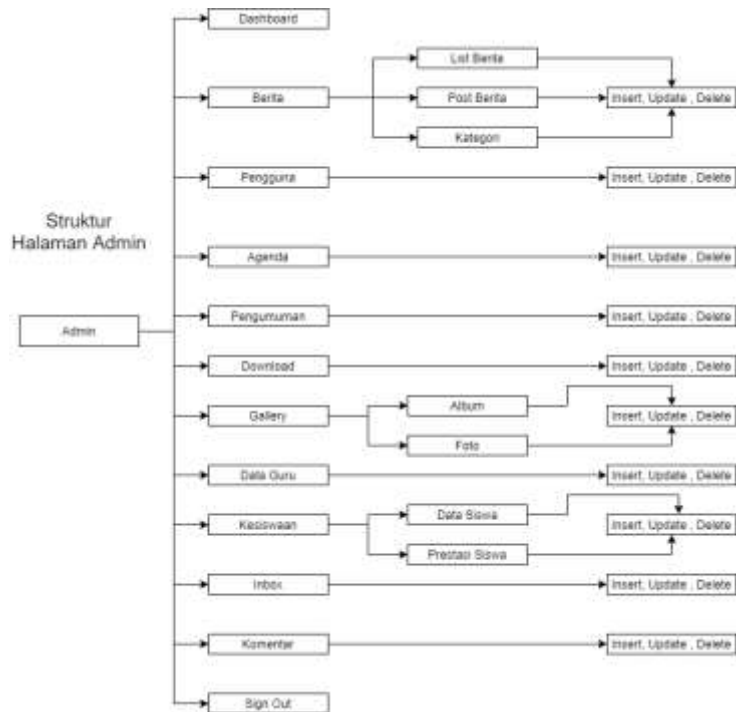 Dashboard
List Berita
Berita
Post Berita
Insert, Update , Delete
Kategori
Pengguna
Insert, Update , Delete
Struktur
Halaman Admin
Agenda
Insert, Update , Delete
Pengumuman
Insert, Update , Delete
Admin
Download
Insert, Update , Delete
Album
Gallery
Insert, Update , Delete
Foto
Data Guru
Insert, Update , Delete
Data Siswa
Kesiswaan
Insert, Update , Delete
Prestasi Siswa
Inbox
Insert, Update , Delete
Komentar
Insert, Update , Delete
Sign Out